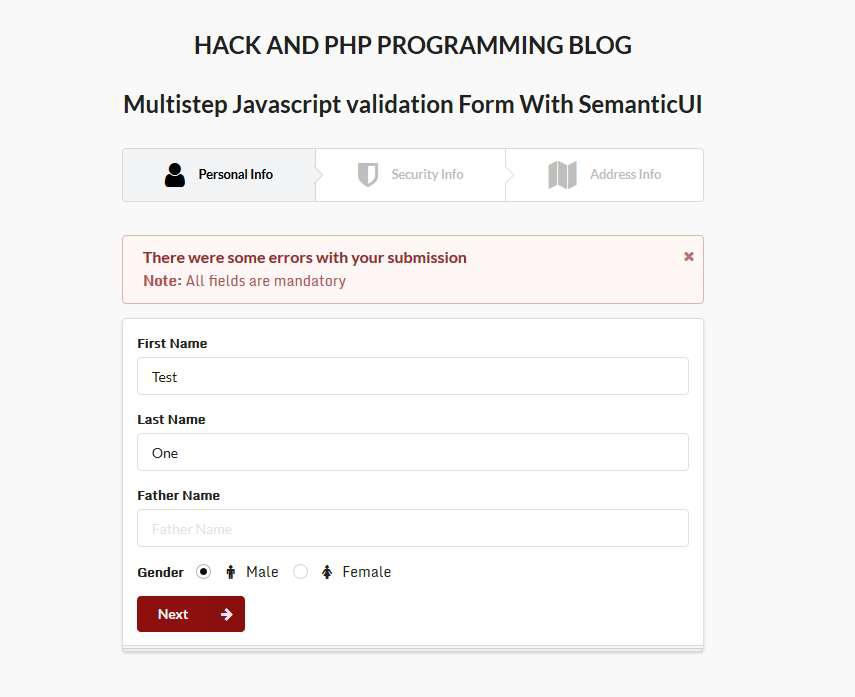 HACK AND PHP PROGRAMMING BLOG
Multistep Javascript validation Form With SemanticUI
Personal Info Security Info Address Info
There were some errors with your submission
Note: All fields are mandatory
First Name
Test
Last Name
One
Father Name
Father Name
Gender Male Female
Next